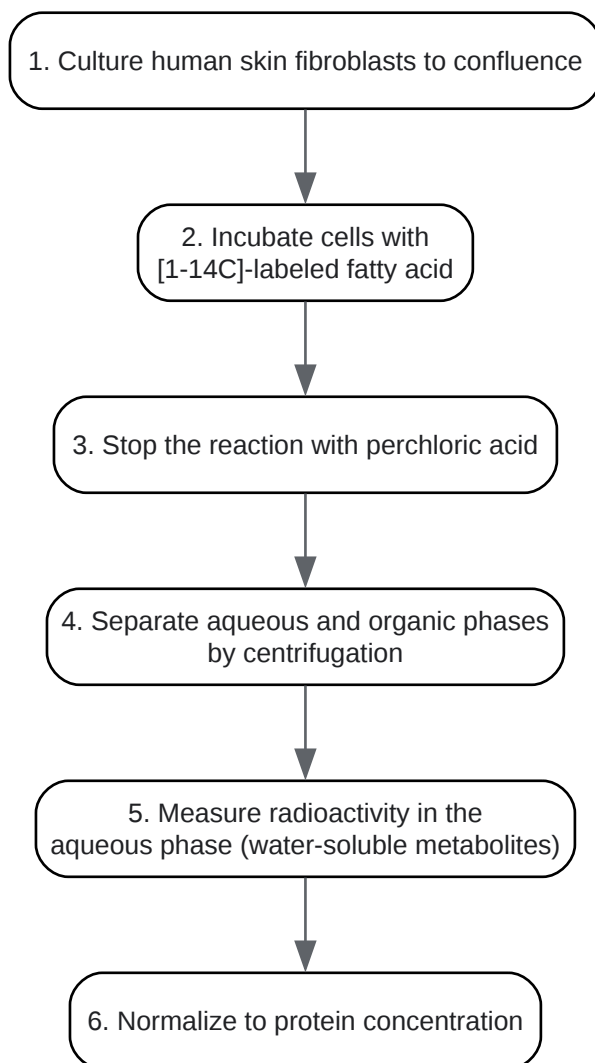 1. Culture human skin fibroblasts to confluence
2. Incubate cells with
[1-14C]-labeled fatty acid
3. Stop the reaction with perchloric acid
4. Separate aqueous and organic phases
by centrifugation
5. Measure radioactivity in the
aqueous phase (water-soluble metabolites)
6. Normalize to protein concentration